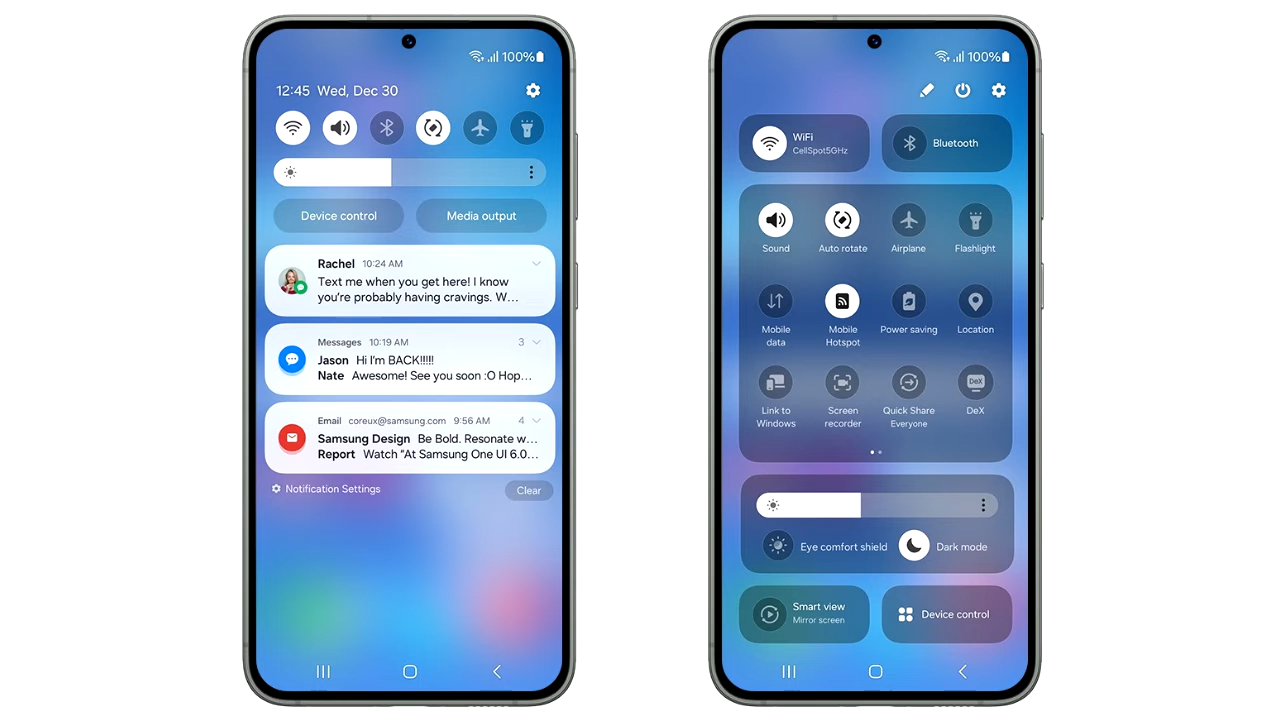 100%
12:45 Wed, Dec 30
Device control
Media output
Rachel 10:24 AM
Text me when you get here! I know
you're probably having cravings. W...
Messages 10:19 AM 3
Jason Hi I'm BACK!!!!!
Nate Awesome! See you soon :O Hop...
Email coreux@samsung.com 9:56 AM 4
Samsung Design Be Bold. Resonate w...
Report Watch “At Samsung One UI 6.0...
Notification Settings
Clear
100%
WiFi
CellSpot5GHz
Bluetooth
Sound
Auto rotate
Airplane
Flashlight
Mobile
data
Mobile
Hotspot
Power saving
Location
Link to
Windows
Screen
recorder
Quick Share
Everyone
DeX
DeX
Eye comfort shield
Dark mode
Smart view
Mirror screen
Device control